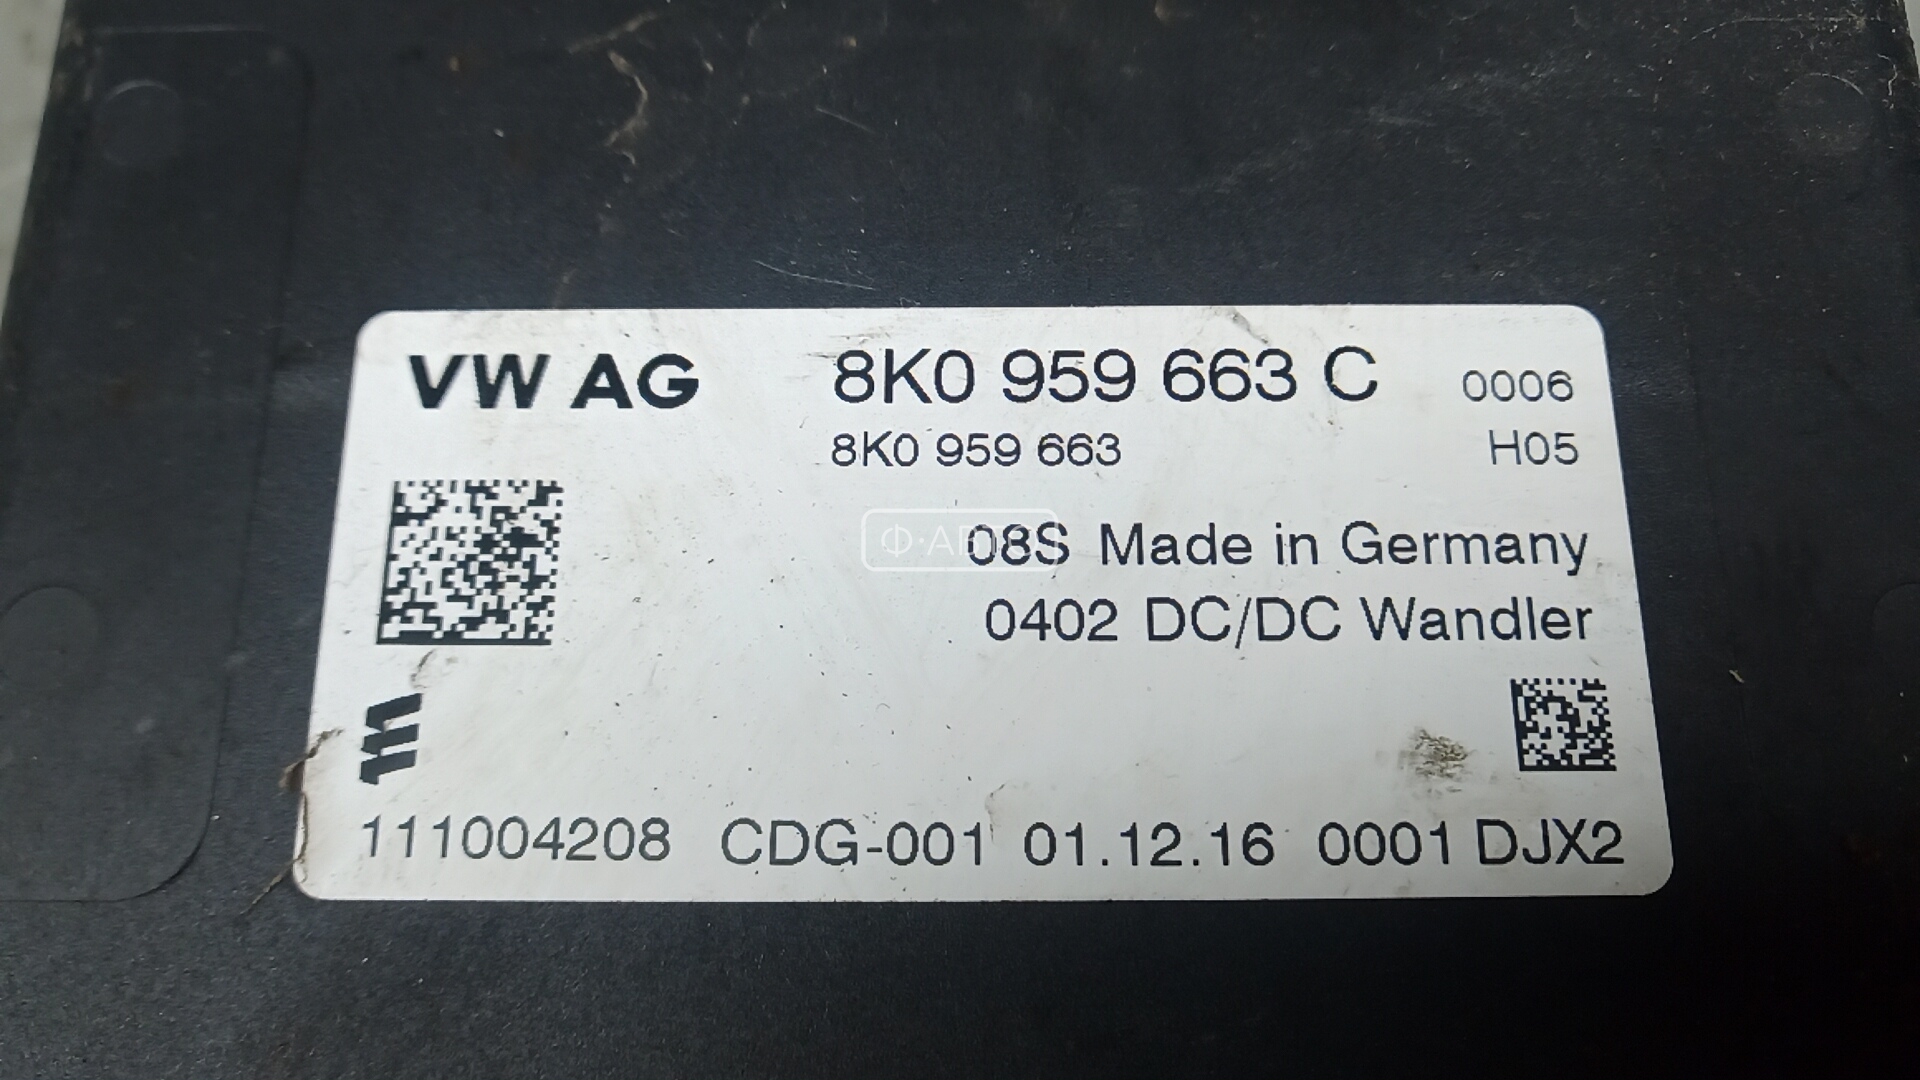 VW AG 8K0 959 663 C 0006
8K0 959 663 H05
08S Made in Germany
0402 DC/DC Wandler
m
111004208 CDG-001 01.12.16 0001 DJX2